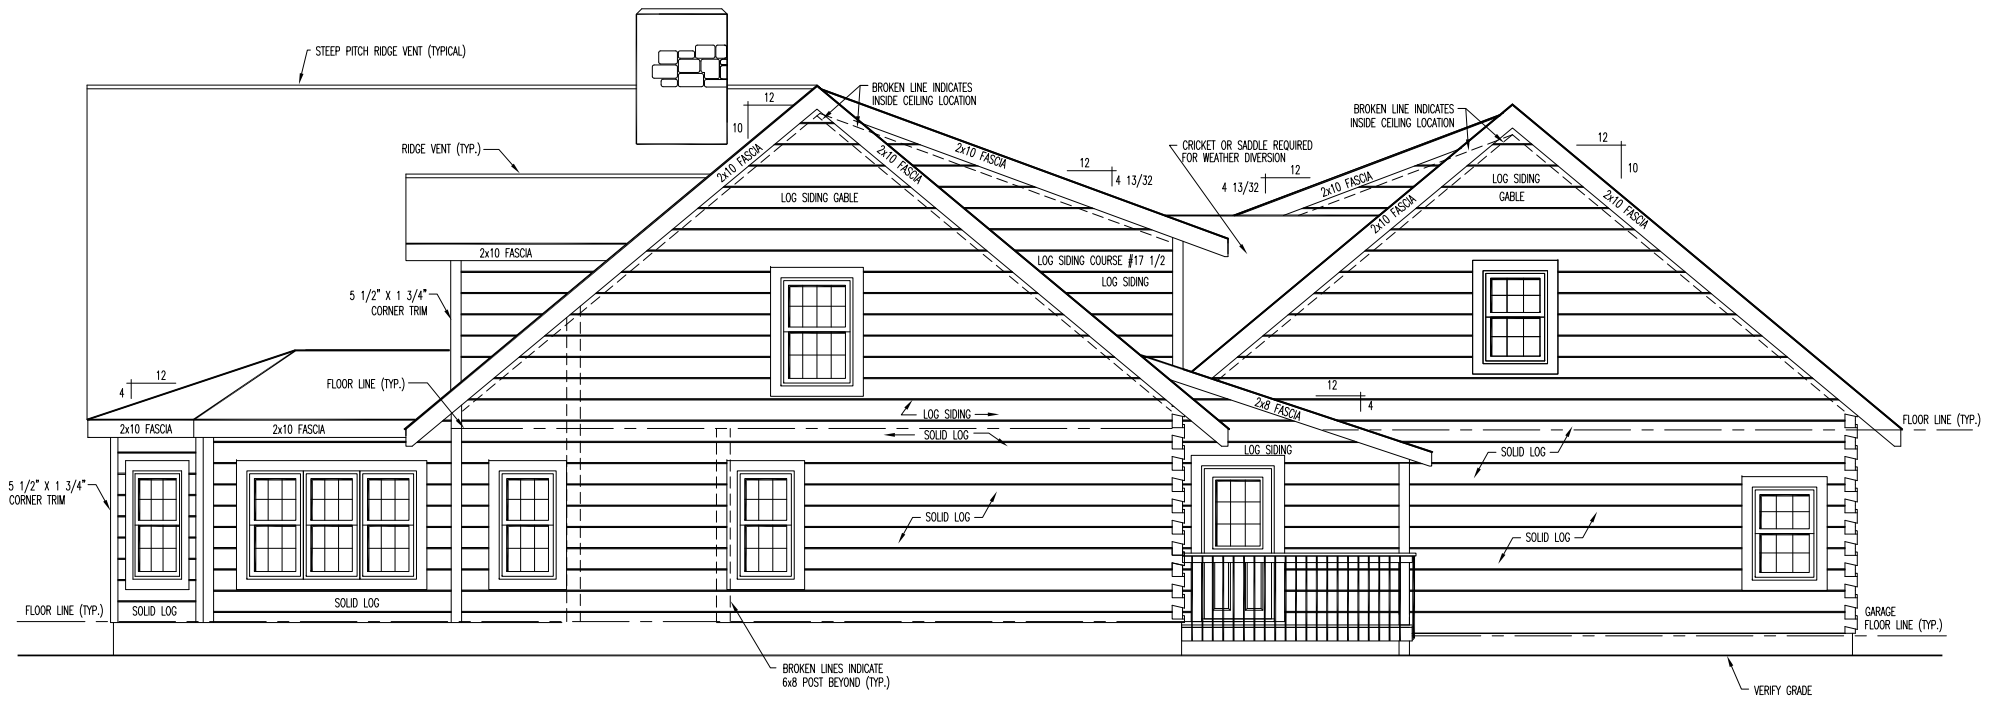 STEEP PITCH RIDGE VENT (TYPICAL)
BROKEN LINE INDICATES
INSIDE CEILING LOCATION
12
10
BROKEN LINE INDICATES
INSIDE CEILING LOCATION
12
10
RIDGE VENT (TYP.)
2x10 FASCIA
2x10 FASCIA
2x10 FASCIA
12
4 13/32
CRICKET OR SADDLE REQUIRED
FOR WEATHER DIVERSION
12
4 13/32
2x10 FASCIA
2x10 FASCIA
2x10 FASCIA
LOG SIDING
GABLE
LOG SIDING GABLE
2x10 FASCIA
LOG SIDING COURSE #17 1/2
LOG SIDING
5 1/2" X 1 3/4"
CORNER TRIM
12
4
FLOOR LINE (TYP.)
12
4
2x8 FASCIA
LOG SIDING
SOLID LOG
2x10 FASCIA
2x10 FASCIA
FLOOR LINE (TYP.)
LOG SIDING
SOLID LOG
5 1/2" X 1 3/4"
CORNER TRIM
SOLID LOG
SOLID LOG
FLOOR LINE (TYP.)
SOLID LOG
SOLID LOG
GARAGE
FLOOR LINE (TYP.)
BROKEN LINES INDICATE
6x8 POST BEYOND (TYP.)
VERIFY GRADE